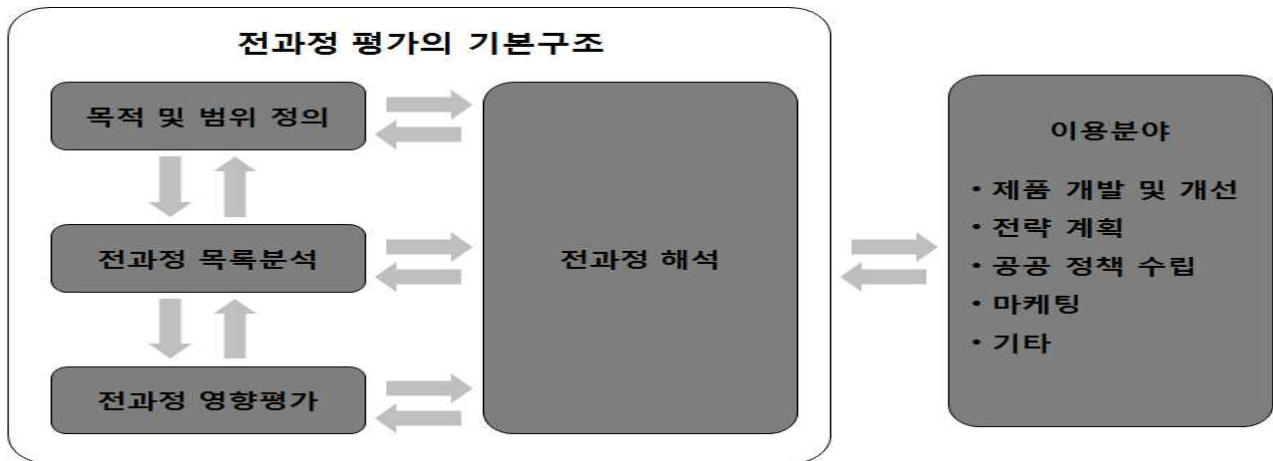 전과정 평가의 기본구조
목적 및 범위 정의
전과정 목록분석
전과정 영향평가
전과정 해석
이용분야
• 제품 개발 및 개선
• 전략 계획
• 공공 정책 수립
• 마케팅
• 기타